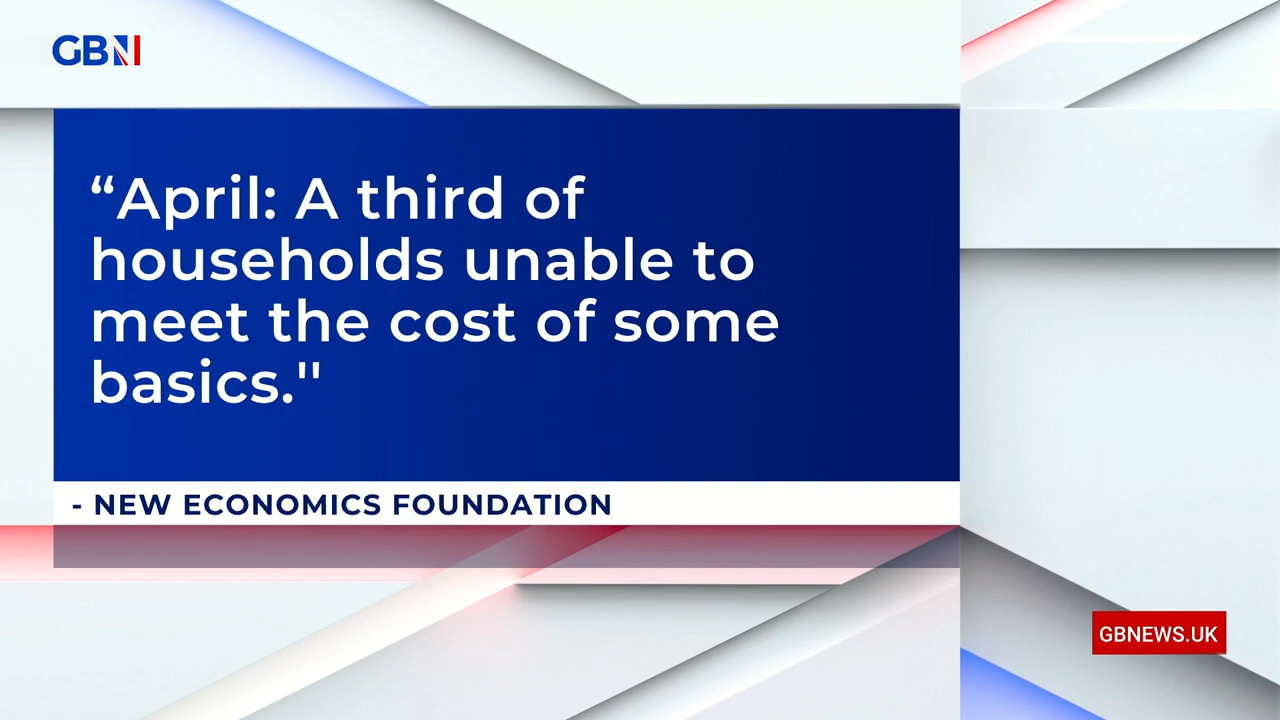 GBN
“April: A third of
households unable to
meet the cost of some
basics."
- NEW ECONOMICS FOUNDATION
GBNEWS.UK